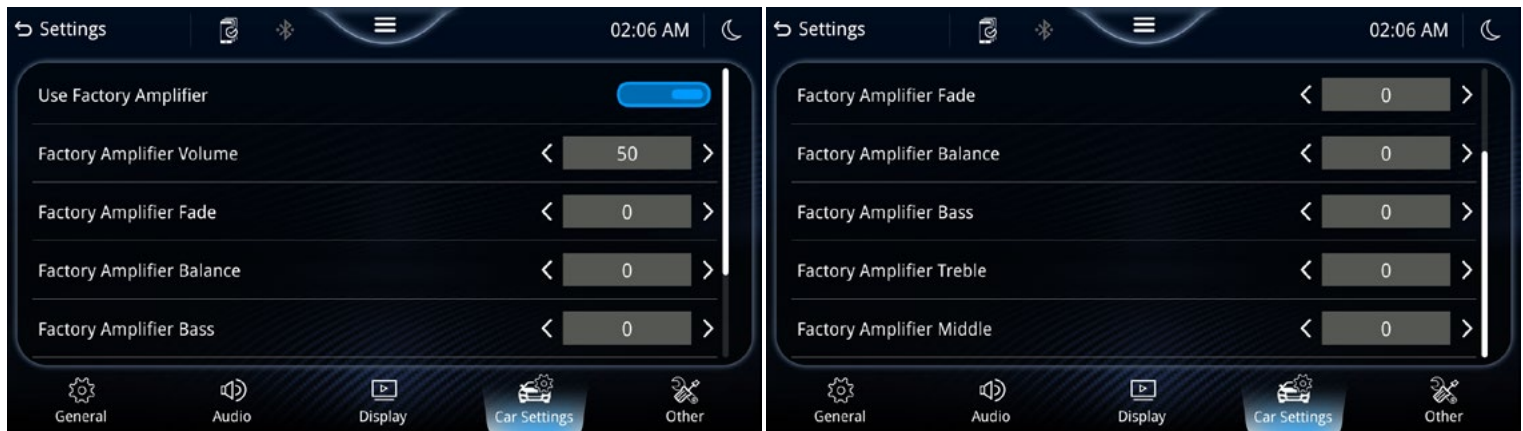 Settings 02:06 AM
Use Factory Amplifier
Factory Amplifier Volume 50
Factory Amplifier Fade 0
Factory Amplifier Balance 0
Factory Amplifier Bass 0
General Audio Display Car Settings Other
Settings 02:06 AM
Factory Amplifier Fade 0
Factory Amplifier Balance 0
Factory Amplifier Bass 0
Factory Amplifier Treble 0
Factory Amplifier Middle 0
General Audio Display Car Settings Other